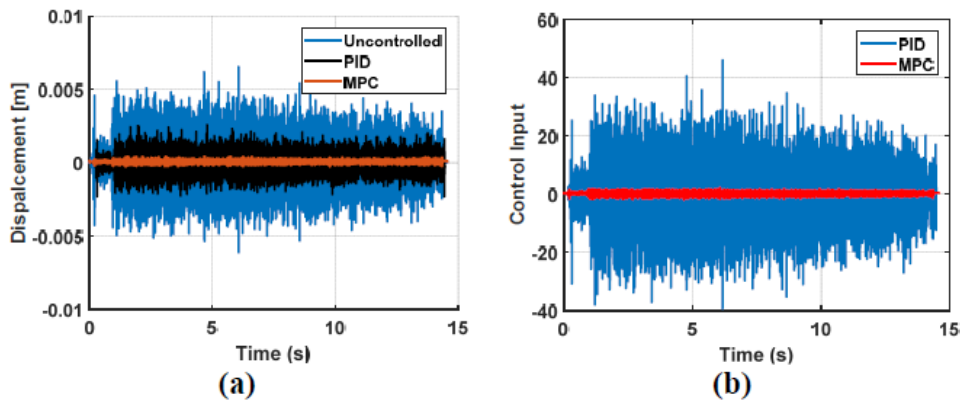 0.01
0.005
0
-0.005
-0.01
Dispalcement [m]
Uncontrolled
PID
MPC
0
5
10
15
Time (s)
(a)
60
40
20
0
-20
-40
Control Input
PID
MPC
0
5
10
15
Time (s)
(b)